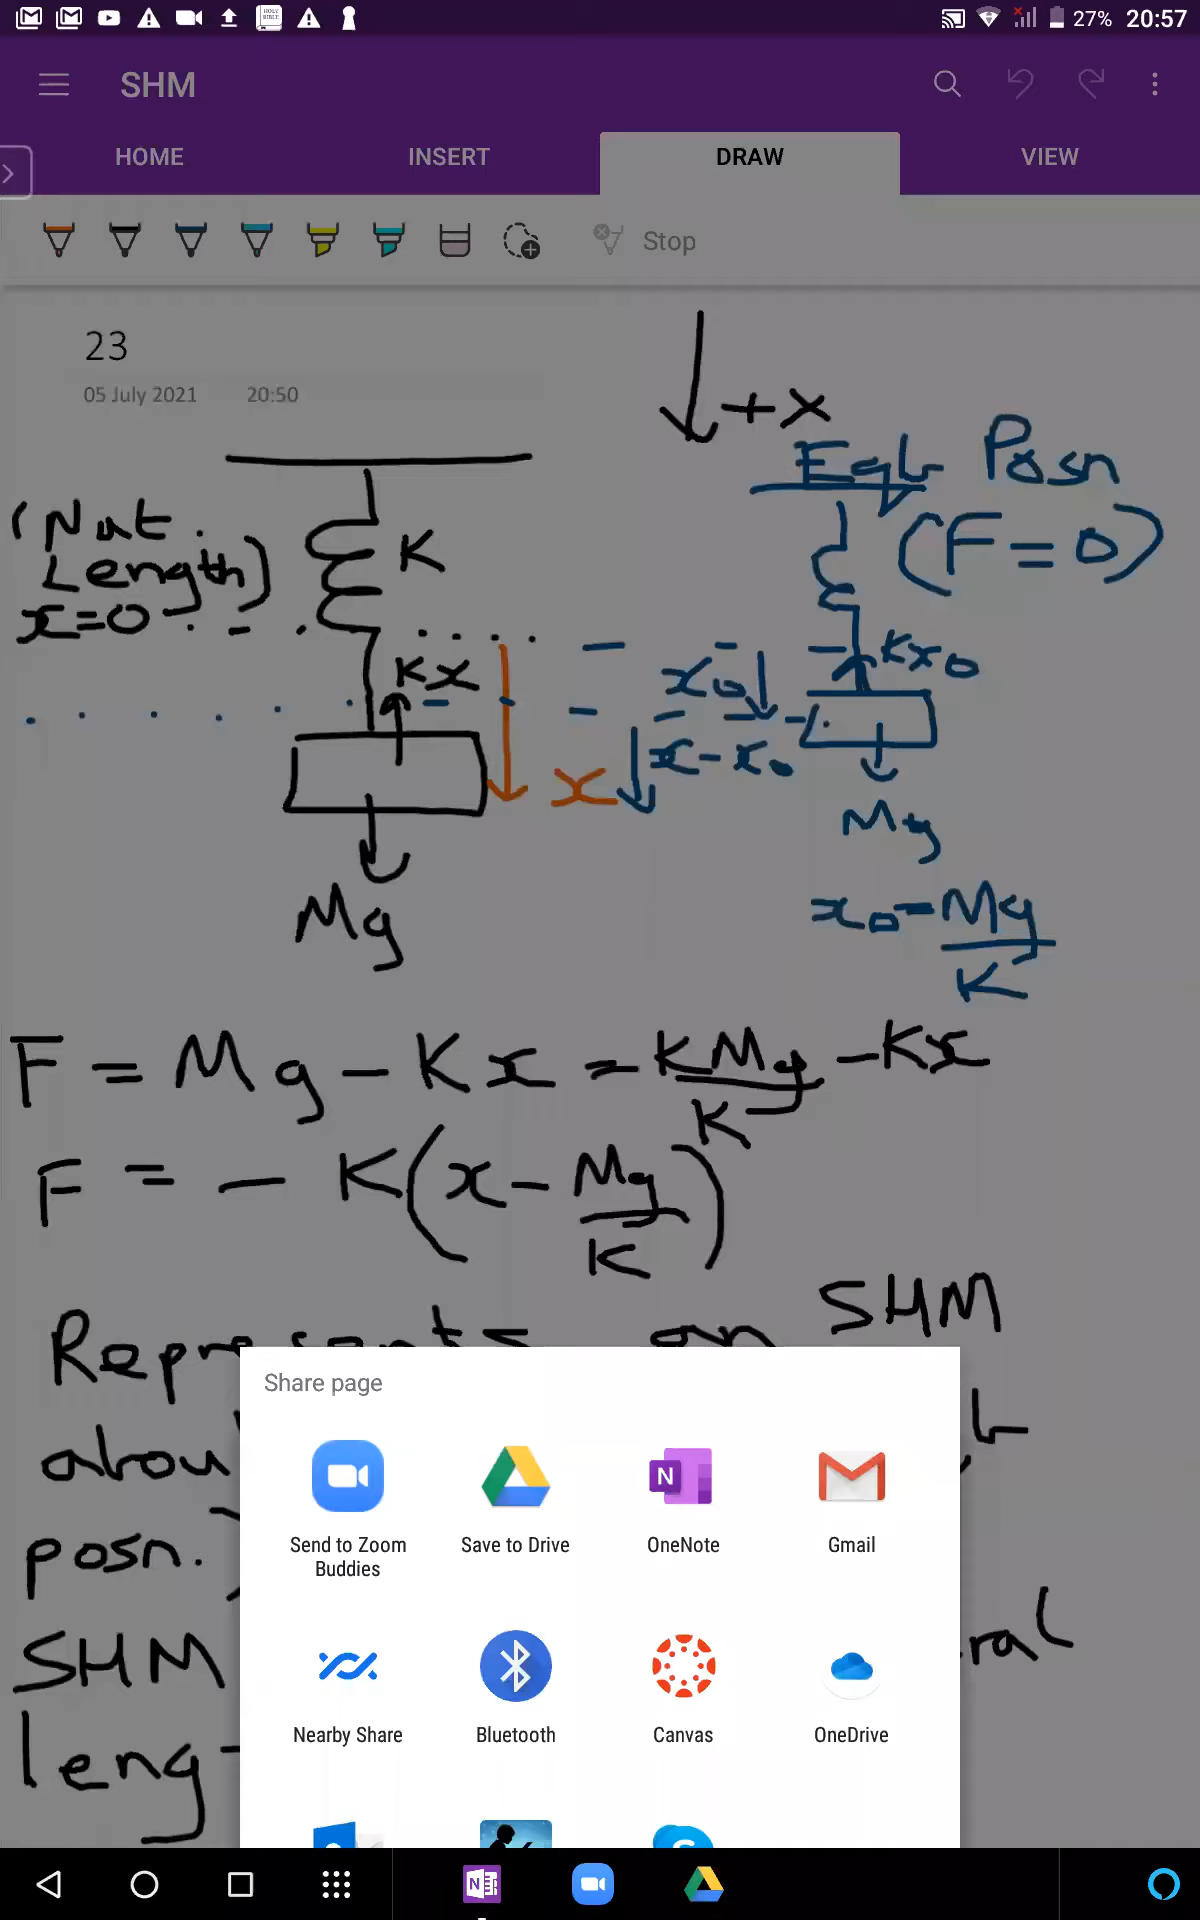 27% 20:57
SHM
HOME INSERT DRAW VIEW
Stop
23
05 July 2021 20:50
+x
Eqb Posn
(F=0)
(Nat.
Length)
x=0
K
Kx
x
x0
x-x0
Kx0
Mg
Mg
x0=Mg/K
F = Mg - Kx = KMg/K - Kx
F = - K(x - Mg/K)
an SHM
posn.
SHM
Share page
Send to Zoom Buddies
Save to Drive
OneNote
Gmail
Nearby Share
Bluetooth
Canvas
OneDrive